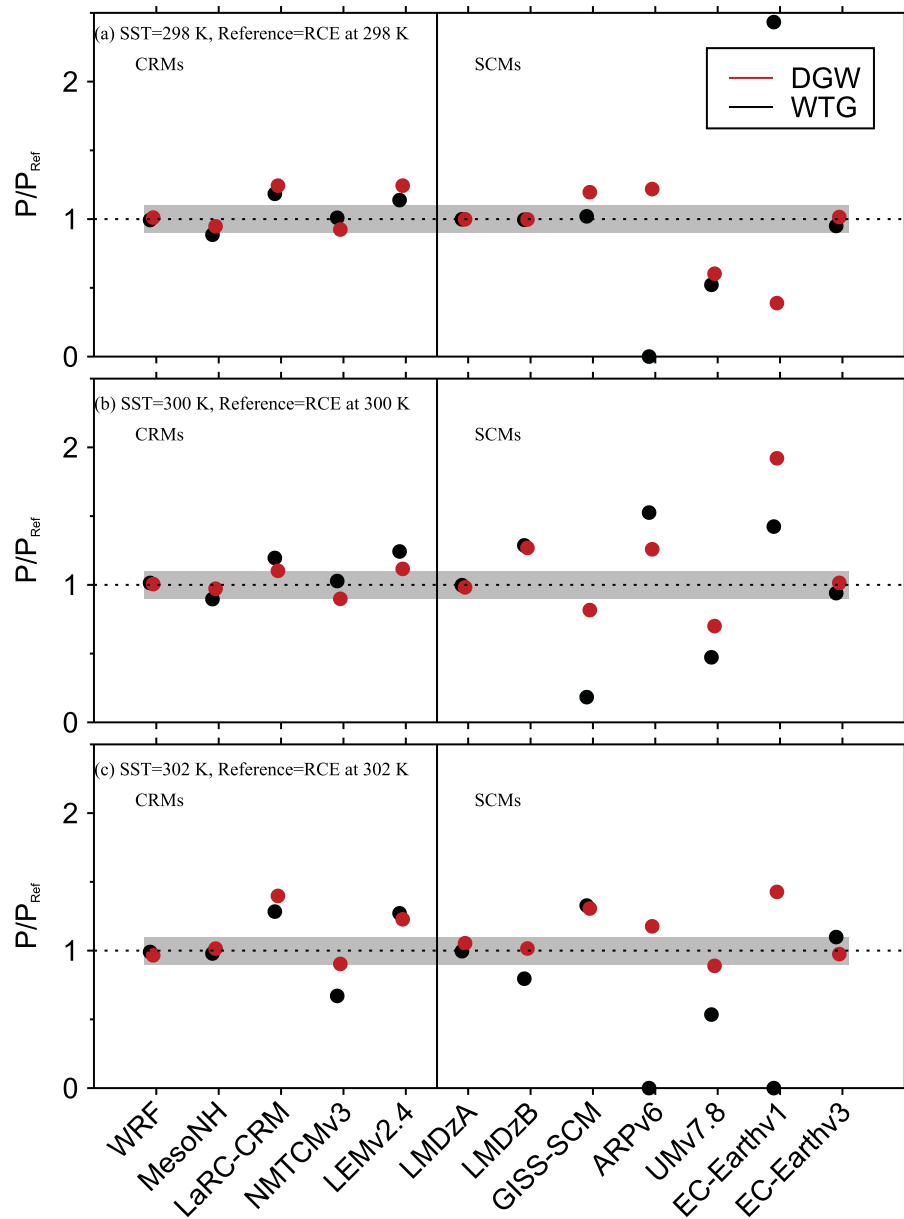 (a) SST=298 K, Reference=RCE at 298 K
CRMs
SCMs
DGW
WTG
2
1
0
P/P_Ref
(b) SST=300 K, Reference=RCE at 300 K
CRMs
SCMs
2
1
0
P/P_Ref
(c) SST=302 K, Reference=RCE at 302 K
CRMs
SCMs
2
1
0
P/P_Ref
WRF
MesoNH
LaRC-CRM
NMTCMv3
LEMv2.4
LMDzA
LMDzB
GISS-SCM
ARPv6
UMv7.8
EC-Earthv1
EC-Earthv3